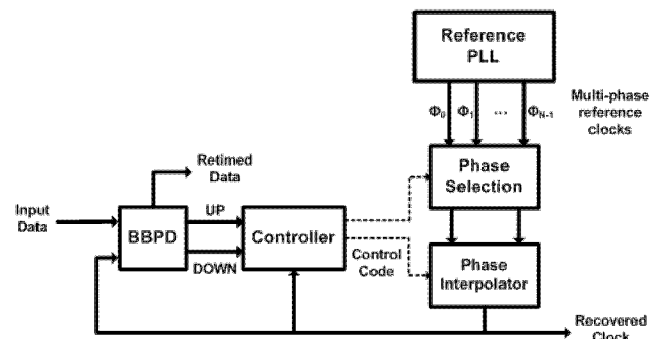 Reference
PLL
Φ0 Φ1 ... ΦN-1
Multi-phase
reference
clocks
Retimed
Data
Phase
Selection
Input
Data
BBPD
UP
DOWN
Controller
Control
Code
Phase
Interpolator
Recovered
Clock